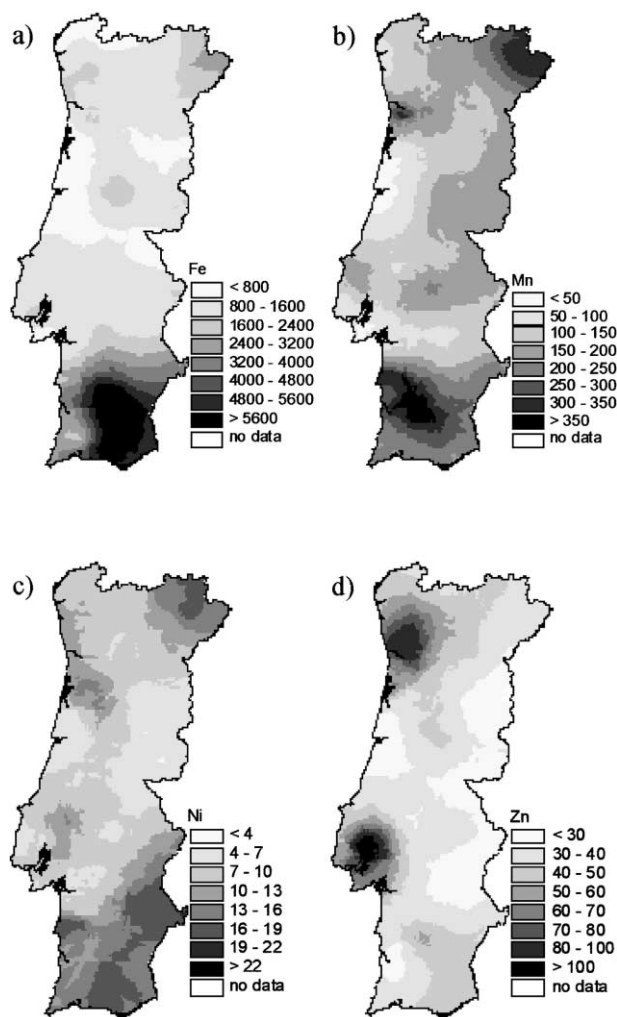 a)
Fe
< 800
800 - 1600
1600 - 2400
2400 - 3200
3200 - 4000
4000 - 4800
4800 - 5600
> 5600
no data
b)
Mn
< 50
50 - 100
100 - 150
150 - 200
200 - 250
250 - 300
300 - 350
> 350
no data
c)
Ni
< 4
4 - 7
7 - 10
10 - 13
13 - 16
16 - 19
19 - 22
> 22
no data
d)
Zn
< 30
30 - 40
40 - 50
50 - 60
60 - 70
70 - 80
80 - 100
> 100
no data